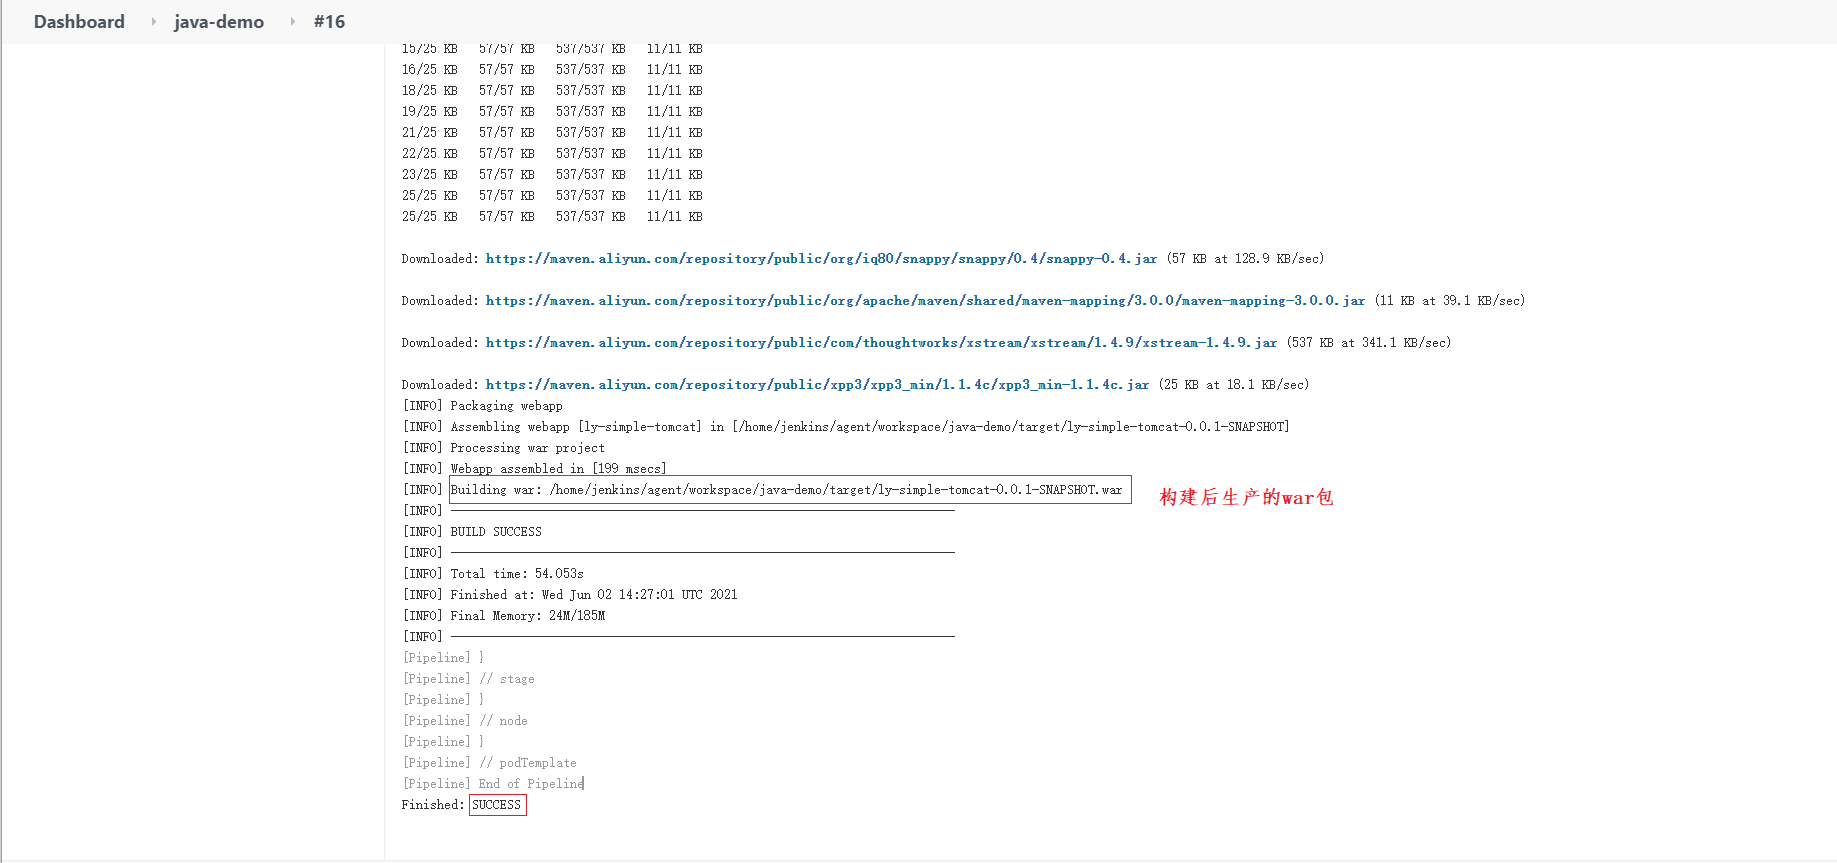 Dashboard java-demo #16
15/25 KB 57/57 KB 537/537 KB 11/11 KB
16/25 KB 57/57 KB 537/537 KB 11/11 KB
18/25 KB 57/57 KB 537/537 KB 11/11 KB
19/25 KB 57/57 KB 537/537 KB 11/11 KB
21/25 KB 57/57 KB 537/537 KB 11/11 KB
22/25 KB 57/57 KB 537/537 KB 11/11 KB
23/25 KB 57/57 KB 537/537 KB 11/11 KB
25/25 KB 57/57 KB 537/537 KB 11/11 KB
25/25 KB 57/57 KB 537/537 KB 11/11 KB
Downloaded: https://maven.aliyun.com/repository/public/org/iq80/snappy/snappy/0.4/snappy-0.4.jar (57 KB at 128.9 KB/sec)
Downloaded: https://maven.aliyun.com/repository/public/org/apache/maven/shared/maven-mapping/3.0.0/maven-mapping-3.0.0.jar (11 KB at 39.1 KB/sec)
Downloaded: https://maven.aliyun.com/repository/public/com/thoughtworks/xstream/xstream/1.4.9/xstream-1.4.9.jar (537 KB at 341.1 KB/sec)
Downloaded: https://maven.aliyun.com/repository/public/xpp3/xpp3_min/1.1.4c/xpp3_min-1.1.4c.jar (25 KB at 18.1 KB/sec)
[INFO] Packaging webapp
[INFO] Assembling webapp [ly-simple-tomcat] in [/home/jenkins/agent/workspace/java-demo/target/ly-simple-tomcat-0.0.1-SNAPSHOT]
[INFO] Processing war project
[INFO] Webapp assembled in [199 msecs]
[INFO] Building war: /home/jenkins/agent/workspace/java-demo/target/ly-simple-tomcat-0.0.1-SNAPSHOT.war 构建后生产的war包
[INFO] ------------------------------------------------------------------------
[INFO] BUILD SUCCESS
[INFO] ------------------------------------------------------------------------
[INFO] Total time: 54.053s
[INFO] Finished at: Wed Jun 02 14:27:01 UTC 2021
[INFO] Final Memory: 24M/185M
[INFO] ------------------------------------------------------------------------
[Pipeline] }
[Pipeline] // stage
[Pipeline] }
[Pipeline] // node
[Pipeline] }
[Pipeline] // podTemplate
[Pipeline] End of Pipeline
Finished: SUCCESS